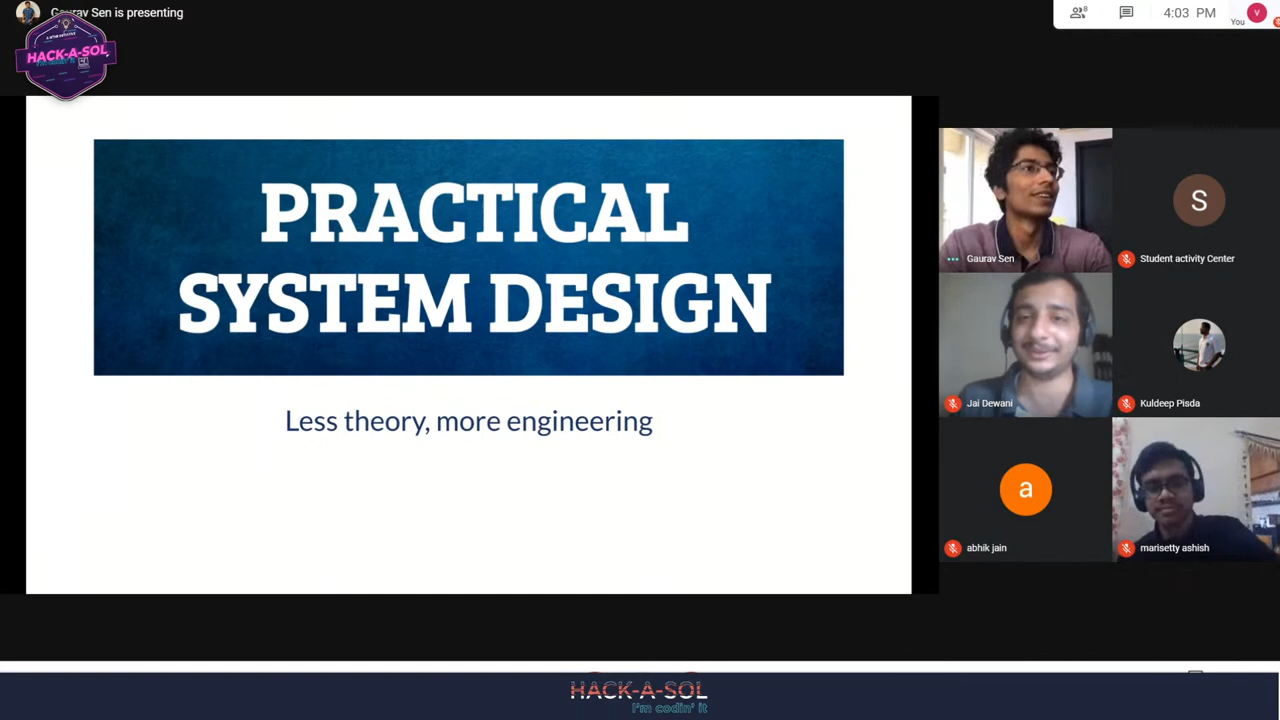 Gaurav Sen is presenting
8
4:03 PM
You
V
HACK-A-SOL
PRACTICAL
SYSTEM DESIGN
Less theory, more engineering
Gaurav Sen
S
Student activity Center
Jai Dewani
Kuldeep Pisda
a
abhik jain
marisetty ashish
HACK-A-SOL
I'm codin' it